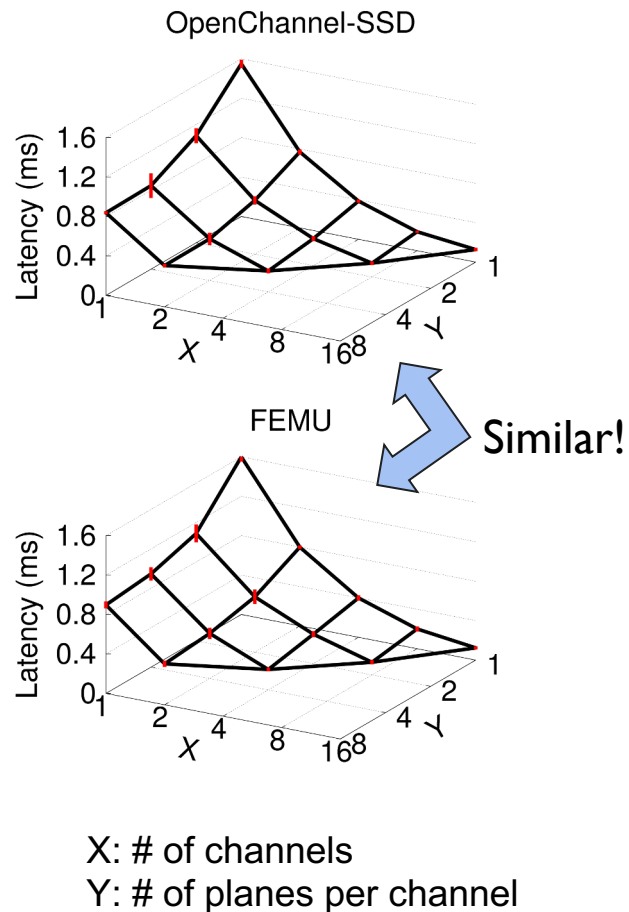 OpenChannel-SSD
Latency (ms)
1.6
1.2
0.8
0.4
0
1
2
4
8
16
X
8
4
2
1
Y
Similar!
FEMU
Latency (ms)
1.6
1.2
0.8
0.4
0
1
2
4
8
16
X
8
4
2
1
Y
X: # of channels
Y: # of planes per channel